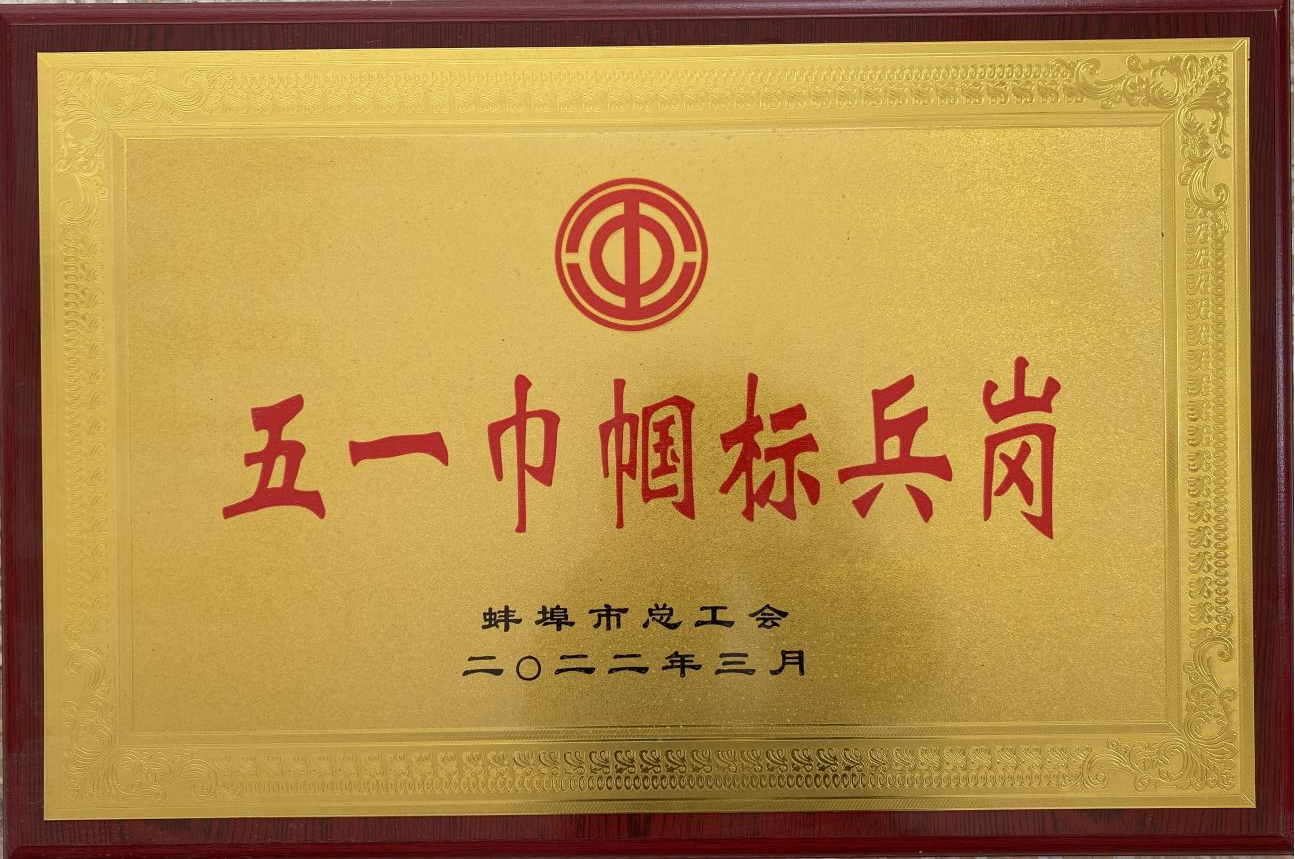 五一巾帼标兵岗
蚌埠市总工会
二〇二二年三月